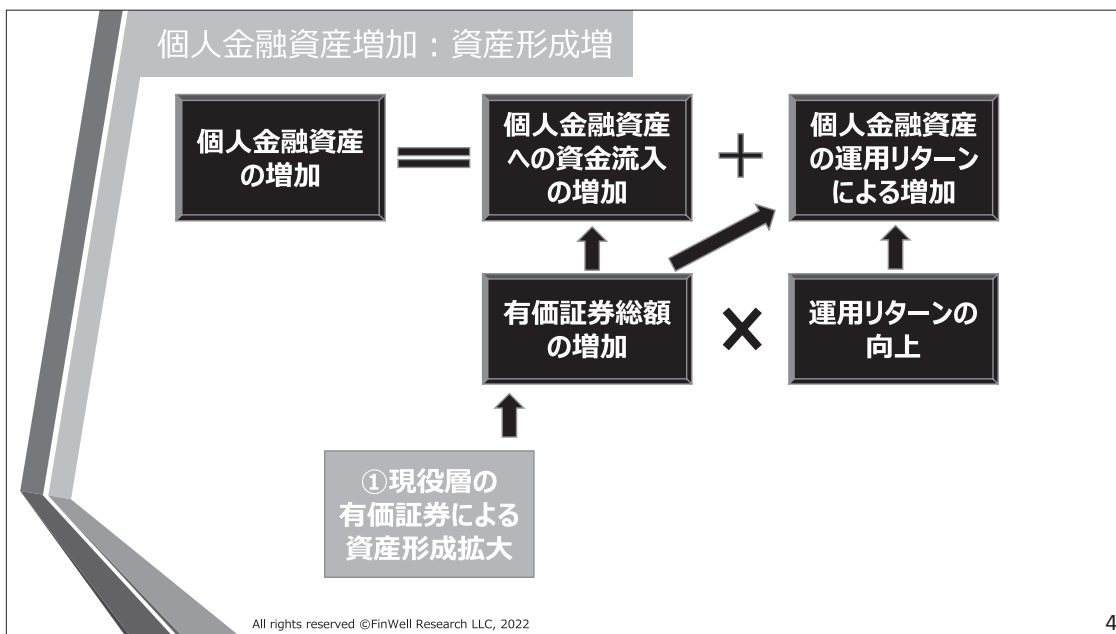 個人金融資産増加：資産形成増
個人金融資産
の増加
＝
個人金融資産
への資金流入
の増加
＋
個人金融資産
の運用リターン
による増加
有価証券総額
の増加
×
運用リターンの
向上
①現役層の
有価証券による
資産形成拡大
All rights reserved ©FinWell Research LLC, 2022
4